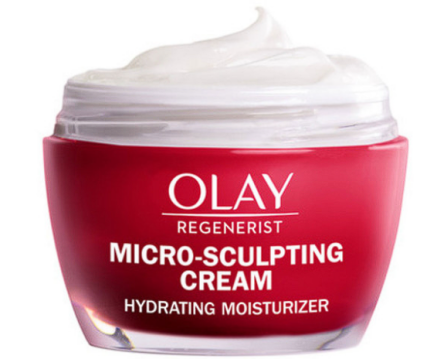 OLAY
REGENERIST
MICRO-SCULPTING
CREAM
HYDRATING MOISTURIZER